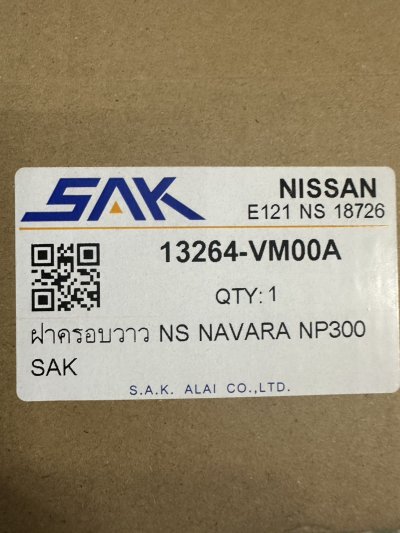 SAK
NISSAN
E121 NS 18726
13264-VM00A
QTY: 1
ฝาครอบวาว NS NAVARA NP300
SAK
S.A.K. ALAI CO.,LTD.